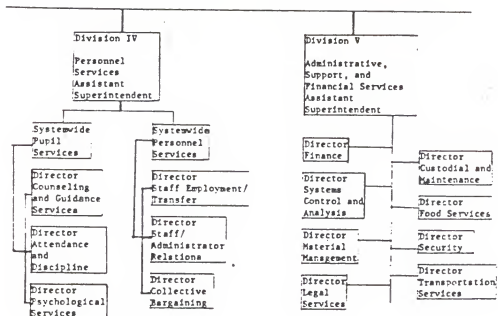 Division IV
Personnel
Services
Assistant
Superintendent
Division V
Administrative,
Support, and
Financial Services
Assistant
Superintendent
Systemwide
Pupil
Services
Director
Counseling
and Guidance
Services
Director
Attendance
and
Discipline
Director
Psychological
Services
Systemwide
Personnel
Services
Director
Staff Employment/
Transfer
Director
Staff/
Administrator
Relations
Director
Collective
Bargaining
Director
Finance
Director
Systems
Control and
Analysis
Director
Material
Management
Director
Legal
Services
Director
Custodial and
Maintenance
Director
Food Services
Director
Security
Director
Transportation
Services